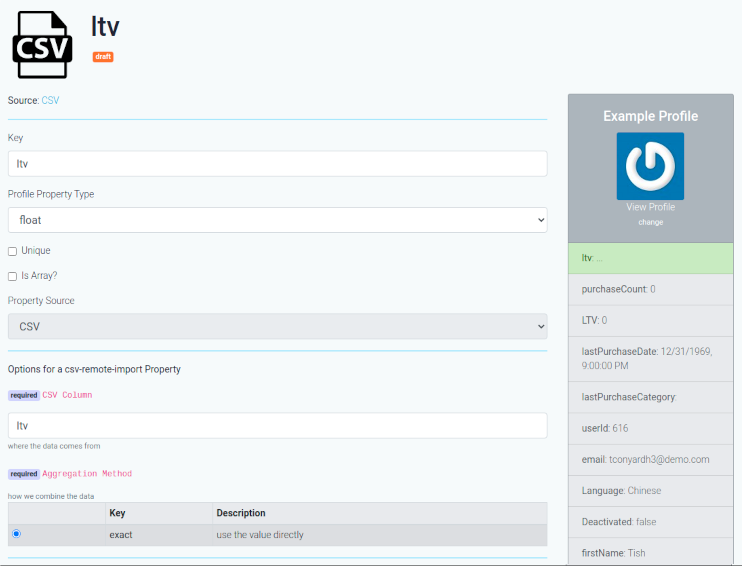 CSV
ltv
draft
Source: CSV
Key
ltv
Profile Property Type
float
Unique
Is Array?
Property Source
CSV
Options for a csv-remote-import Property
required CSV Column
ltv
where the data comes from
required Aggregation Method
how we combine the data
Key Description
exact use the value directly
Example Profile
View Profile
change
ltv: ...
purchaseCount: 0
LTV: 0
lastPurchaseDate: 12/31/1969,
9:00:00 PM
lastPurchaseCategory:
userId: 616
email: tconyardh3@demo.com
Language: Chinese
Deactivated: false
firstName: Tish